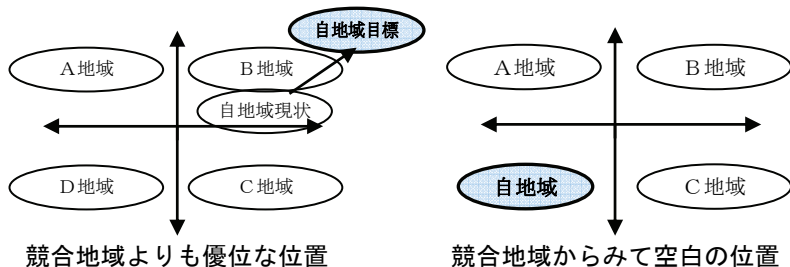 自地域目標
A地域
B地域
自地域現状
D地域
C地域
競合地域よりも優位な位置
A地域
B地域
自地域
C地域
競合地域からみて空白の位置